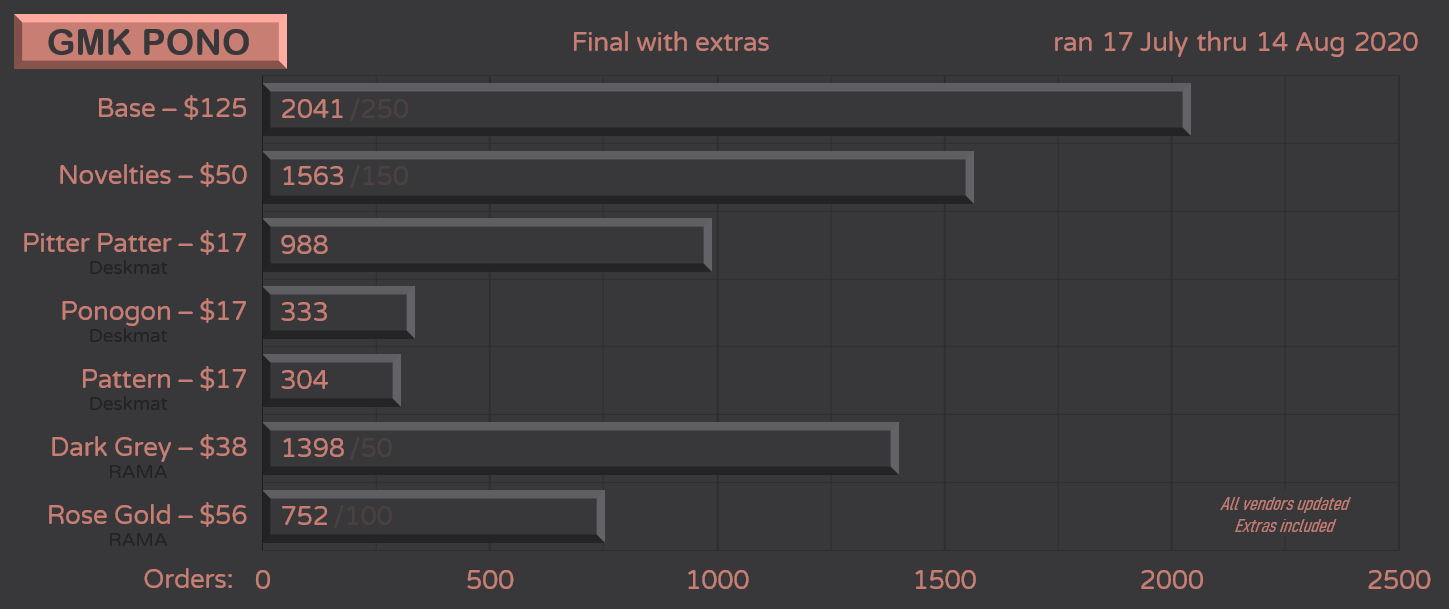 GMK PONO
Final with extras
ran 17 July thru 14 Aug 2020
Base – $125
2041 /250
Novelties – $50
1563 /150
Pitter Patter – $17
Deskmat
988
Ponogon – $17
Deskmat
333
Pattern – $17
Deskmat
304
Dark Grey – $38
RAMA
1398 /50
Rose Gold – $56
RAMA
752 /100
All vendors updated
Extras included
Orders: 0 500 1000 1500 2000 2500